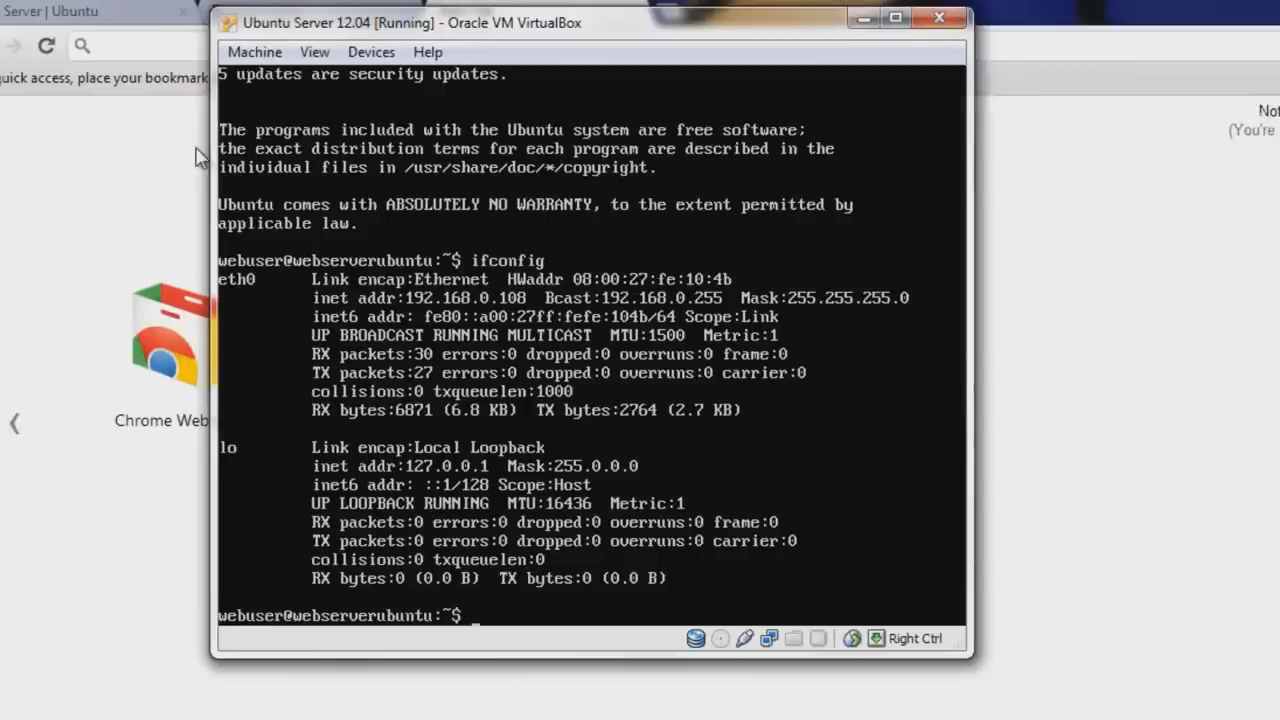 Server | Ubuntu
Ubuntu Server 12.04 [Running] - Oracle VM VirtualBox
Machine View Devices Help
quick access, place your bookmark
5 updates are security updates.
Not
(You're
The programs included with the Ubuntu system are free software;
the exact distribution terms for each program are described in the
individual files in /usr/share/doc/*/copyright.
Ubuntu comes with ABSOLUTELY NO WARRANTY, to the extent permitted by
applicable law.
webuser@webserverubuntu:~$ ifconfig
eth0 Link encap:Ethernet HWaddr 08:00:27:fe:10:4b
inet addr:192.168.0.108 Bcast:192.168.0.255 Mask:255.255.255.0
inet6 addr: fe80::a00:27ff:fefe:104b/64 Scope:Link
UP BROADCAST RUNNING MULTICAST MTU:1500 Metric:1
RX packets:30 errors:0 dropped:0 overruns:0 frame:0
TX packets:27 errors:0 dropped:0 overruns:0 carrier:0
collisions:0 txqueuelen:1000
RX bytes:6871 (6.8 KB) TX bytes:2764 (2.7 KB)
Chrome Web
lo Link encap:Local Loopback
inet addr:127.0.0.1 Mask:255.0.0.0
inet6 addr: ::1/128 Scope:Host
UP LOOPBACK RUNNING MTU:16436 Metric:1
RX packets:0 errors:0 dropped:0 overruns:0 frame:0
TX packets:0 errors:0 dropped:0 overruns:0 carrier:0
collisions:0 txqueuelen:0
RX bytes:0 (0.0 B) TX bytes:0 (0.0 B)
webuser@webserverubuntu:~$ _
Right Ctrl